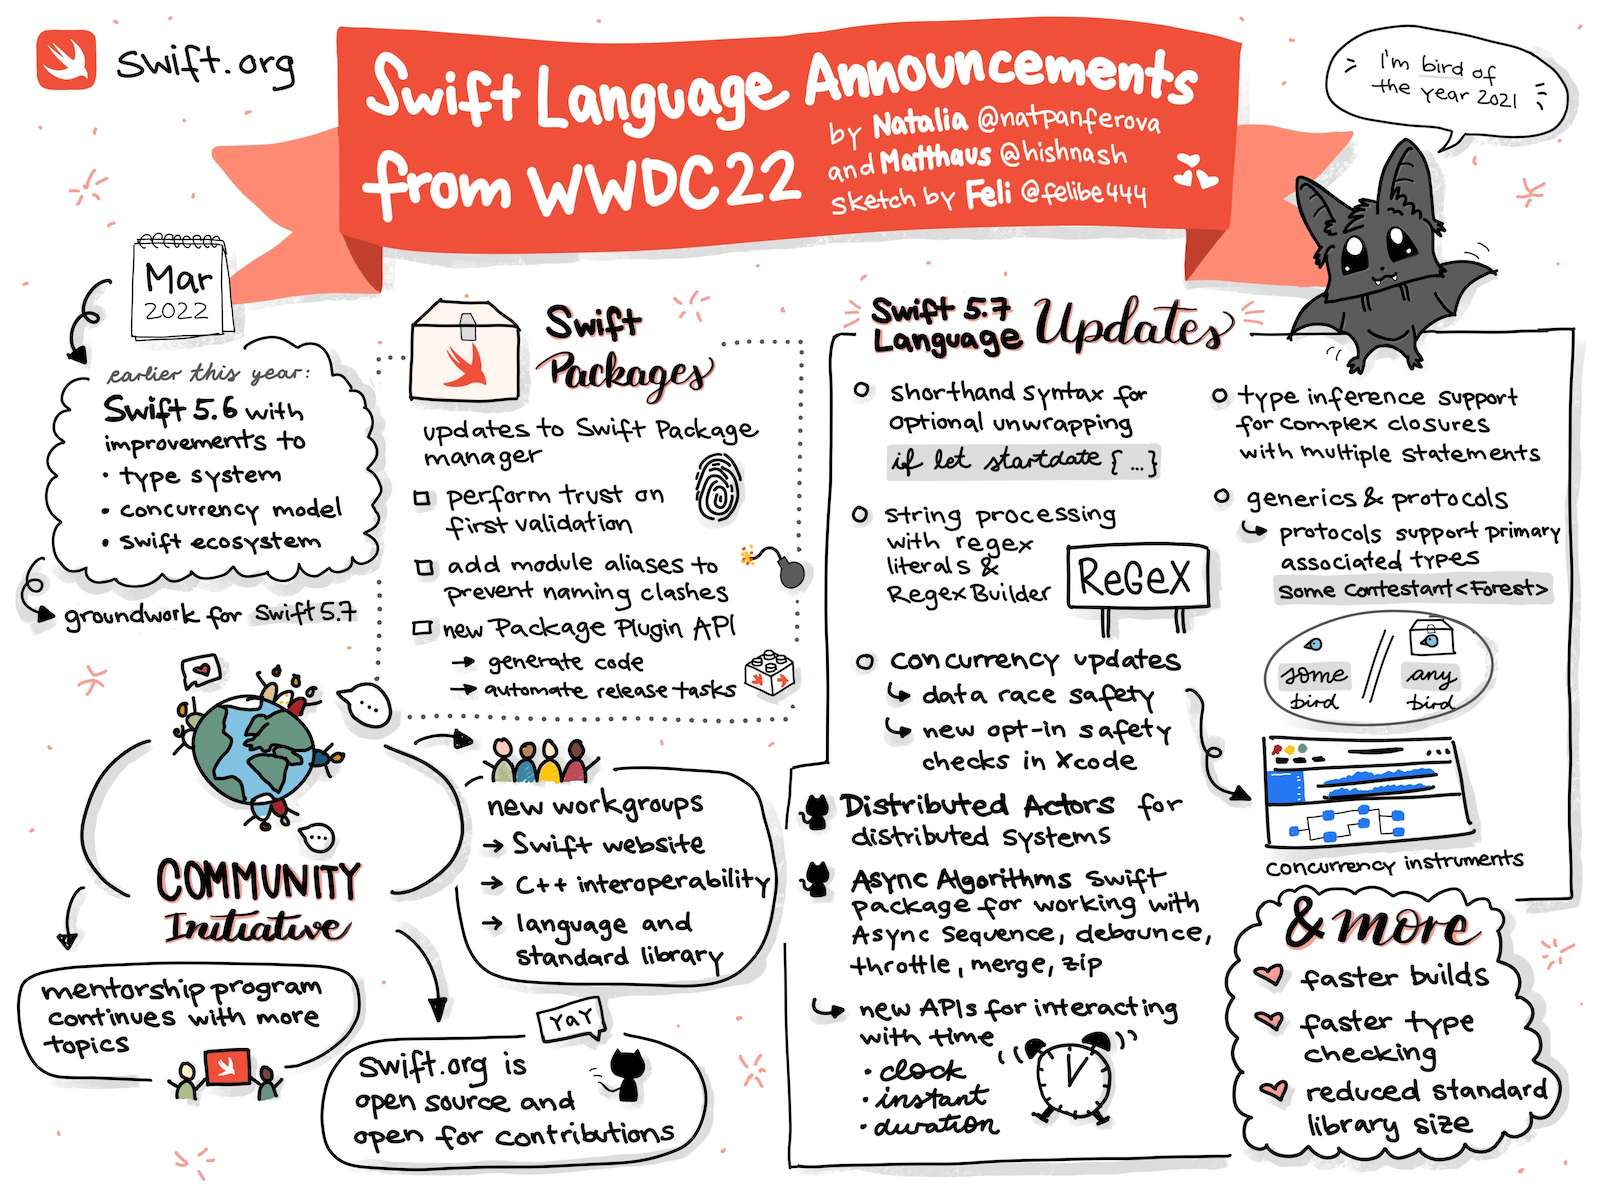 swift.org
Swift Language Announcements
from WWDC22
by Natalia @natpanferova
and Matthaus @hishnash
sketch by Feli @felibe444
I'm bird of
the year 2021
Mar
2022
earlier this year:
Swift 5.6 with
improvements to
• type system
• concurrency model
• swift ecosystem
groundwork for Swift 5.7
Swift
Packages
updates to Swift Package
manager
perform trust on
first validation
add module aliases to
prevent naming clashes
new Package Plugin API
→ generate code
→ automate release tasks
COMMUNITY
Initiative
new workgroups
→ Swift website
→ C++ interoperability
→ language and
standard library
mentorship program
continues with more
topics
YAY
Swift.org is
open source and
open for contributions
Swift 5.7
Language Updates
shorthand syntax for
optional unwrapping
if let startdate { ... }
string processing
with regex
literals &
RegexBuilder
ReGeX
concurrency updates
data race safety
new opt-in safety
checks in Xcode
Distributed Actors for
distributed systems
Async Algorithms Swift
package for working with
Async Sequence, debounce,
throttle, merge, zip
new APIs for interacting
with time
• clock
• instant
• duration
type inference support
for complex closures
with multiple statements
generics & protocols
protocols support primary
associated types
some Contestant<Forest>
some
bird
any
bird
concurrency instruments
& more
faster builds
faster type
checking
reduced standard
library size